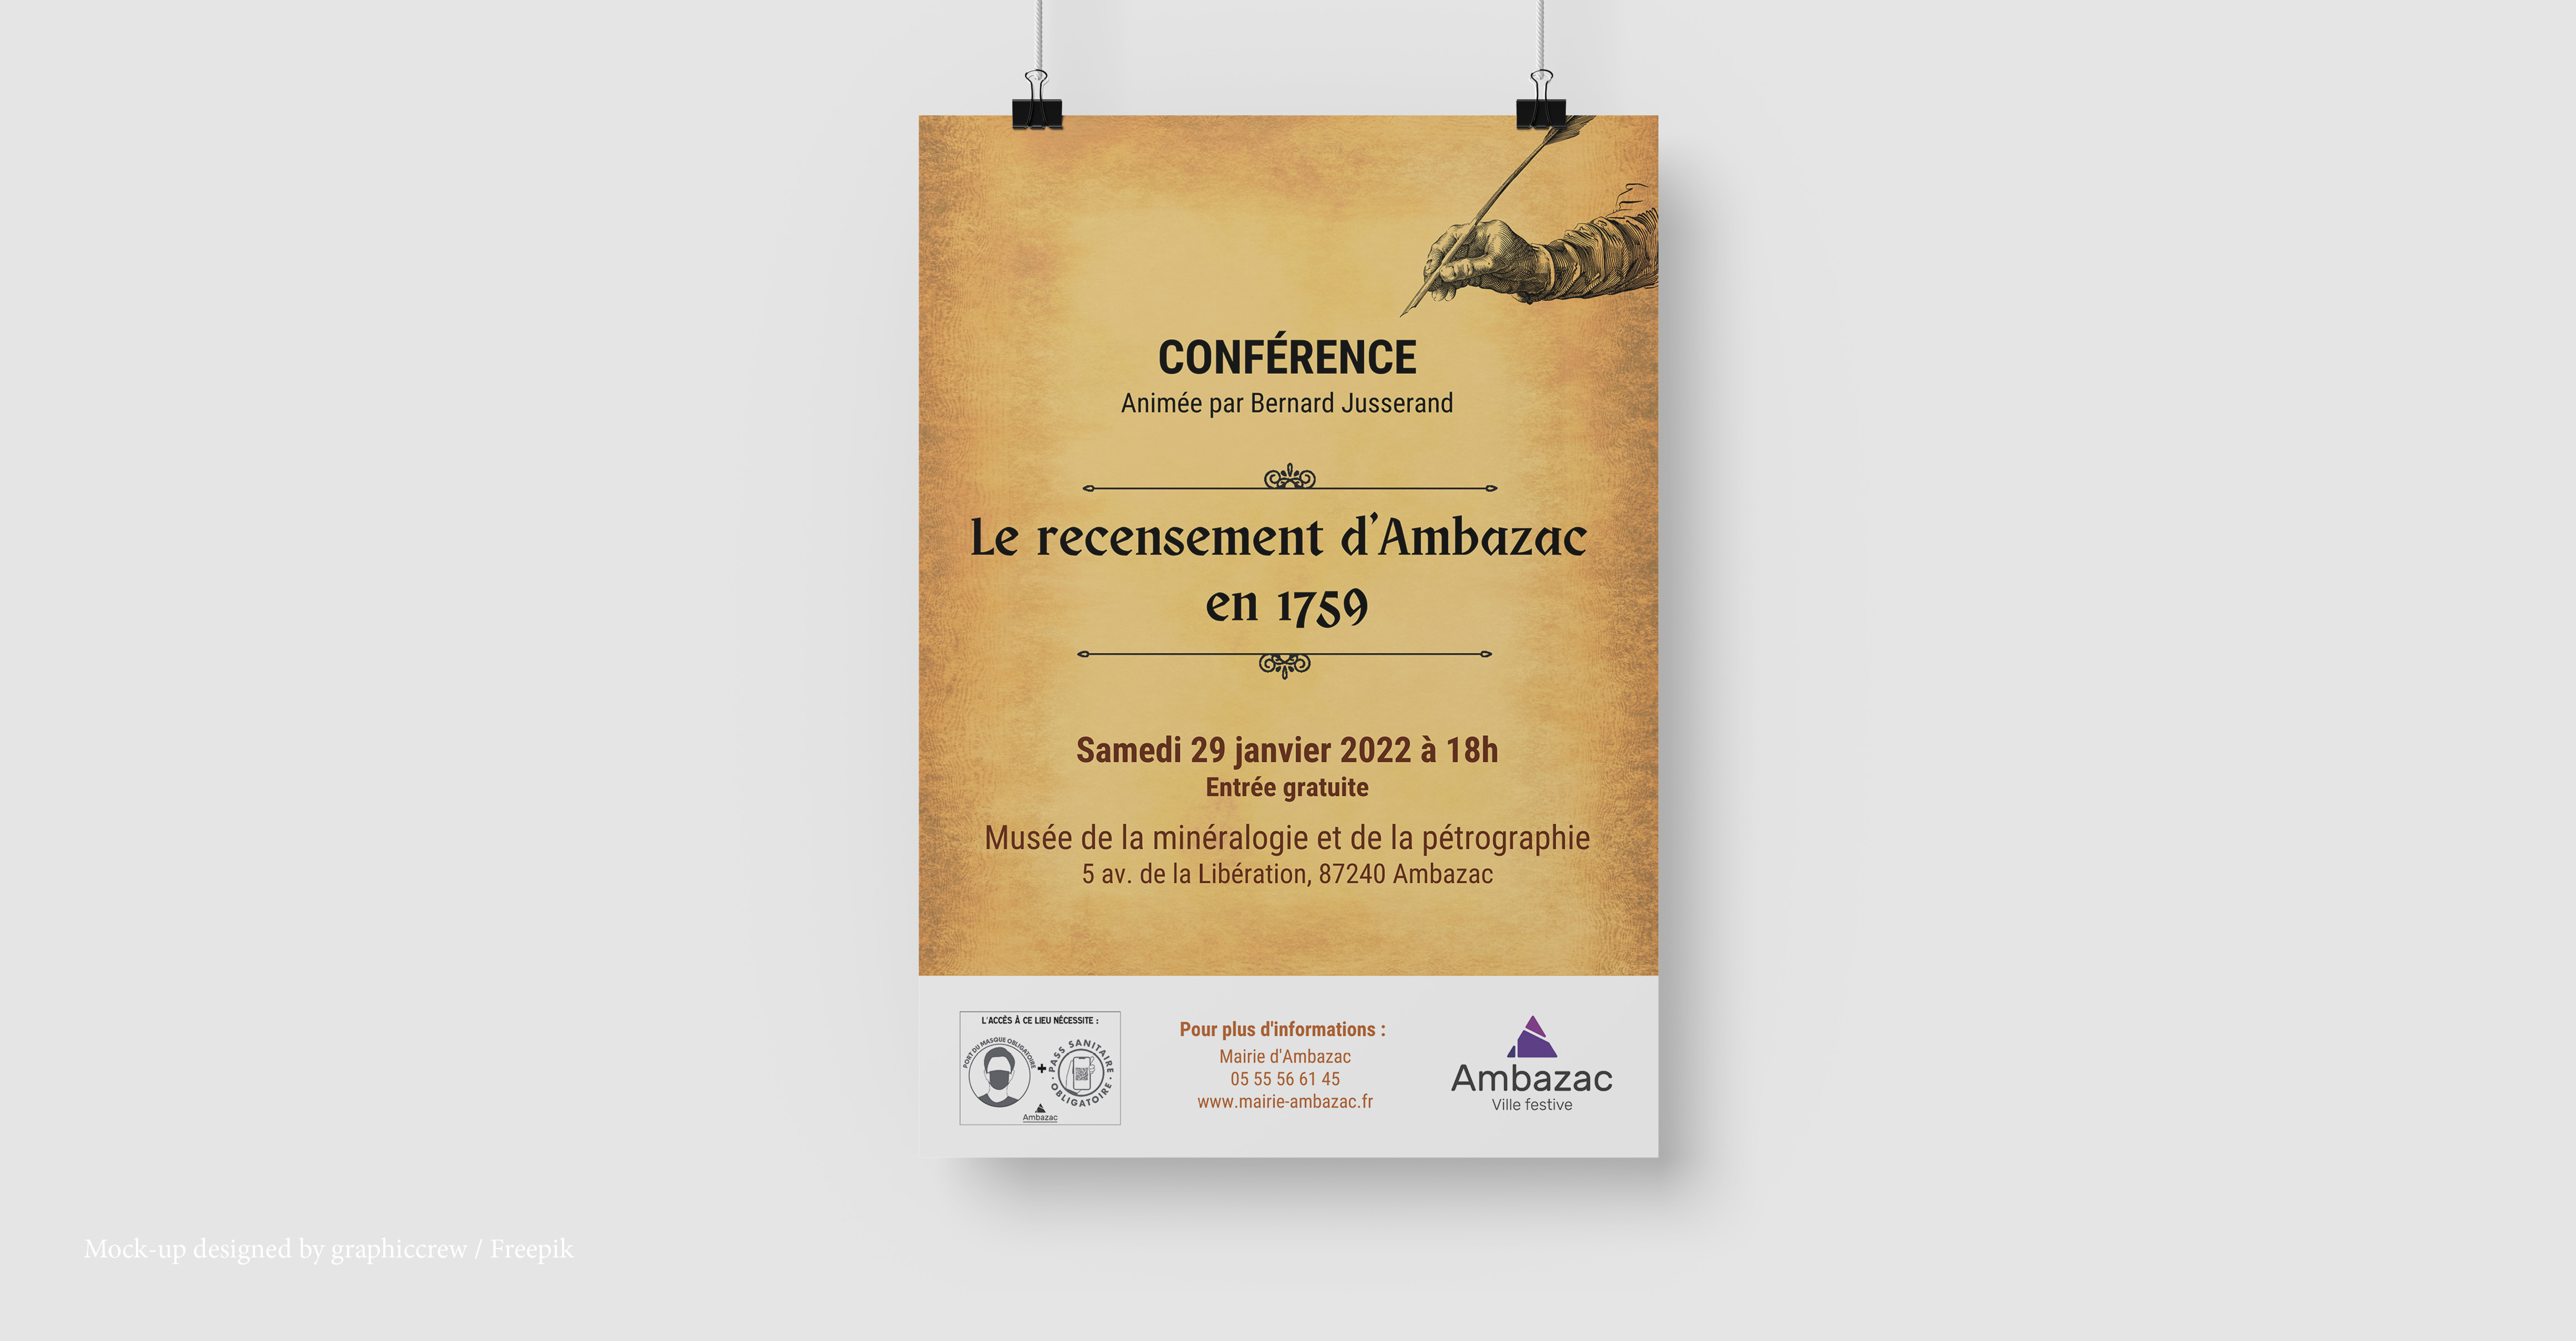 CONFÉRENCE
Animée par Bernard Jusserand
Le recensement d'Ambazac
en 1759
Samedi 29 janvier 2022 à 18h
Entrée gratuite
Musée de la minéralogie et de la pétrographie
5 av. de la Libération, 87240 Ambazac
L'ACCÈS À CE LIEU NÉCESSITE :
PORT DU MASQUE OBLIGATOIRE
+
PASS SANITAIRE
• OBLIGATOIRE •
Ambazac
Pour plus d'informations :
Mairie d'Ambazac
05 55 56 61 45
www.mairie-ambazac.fr
Ambazac
Ville festive
Mock-up designed by graphiccrew / Freepik